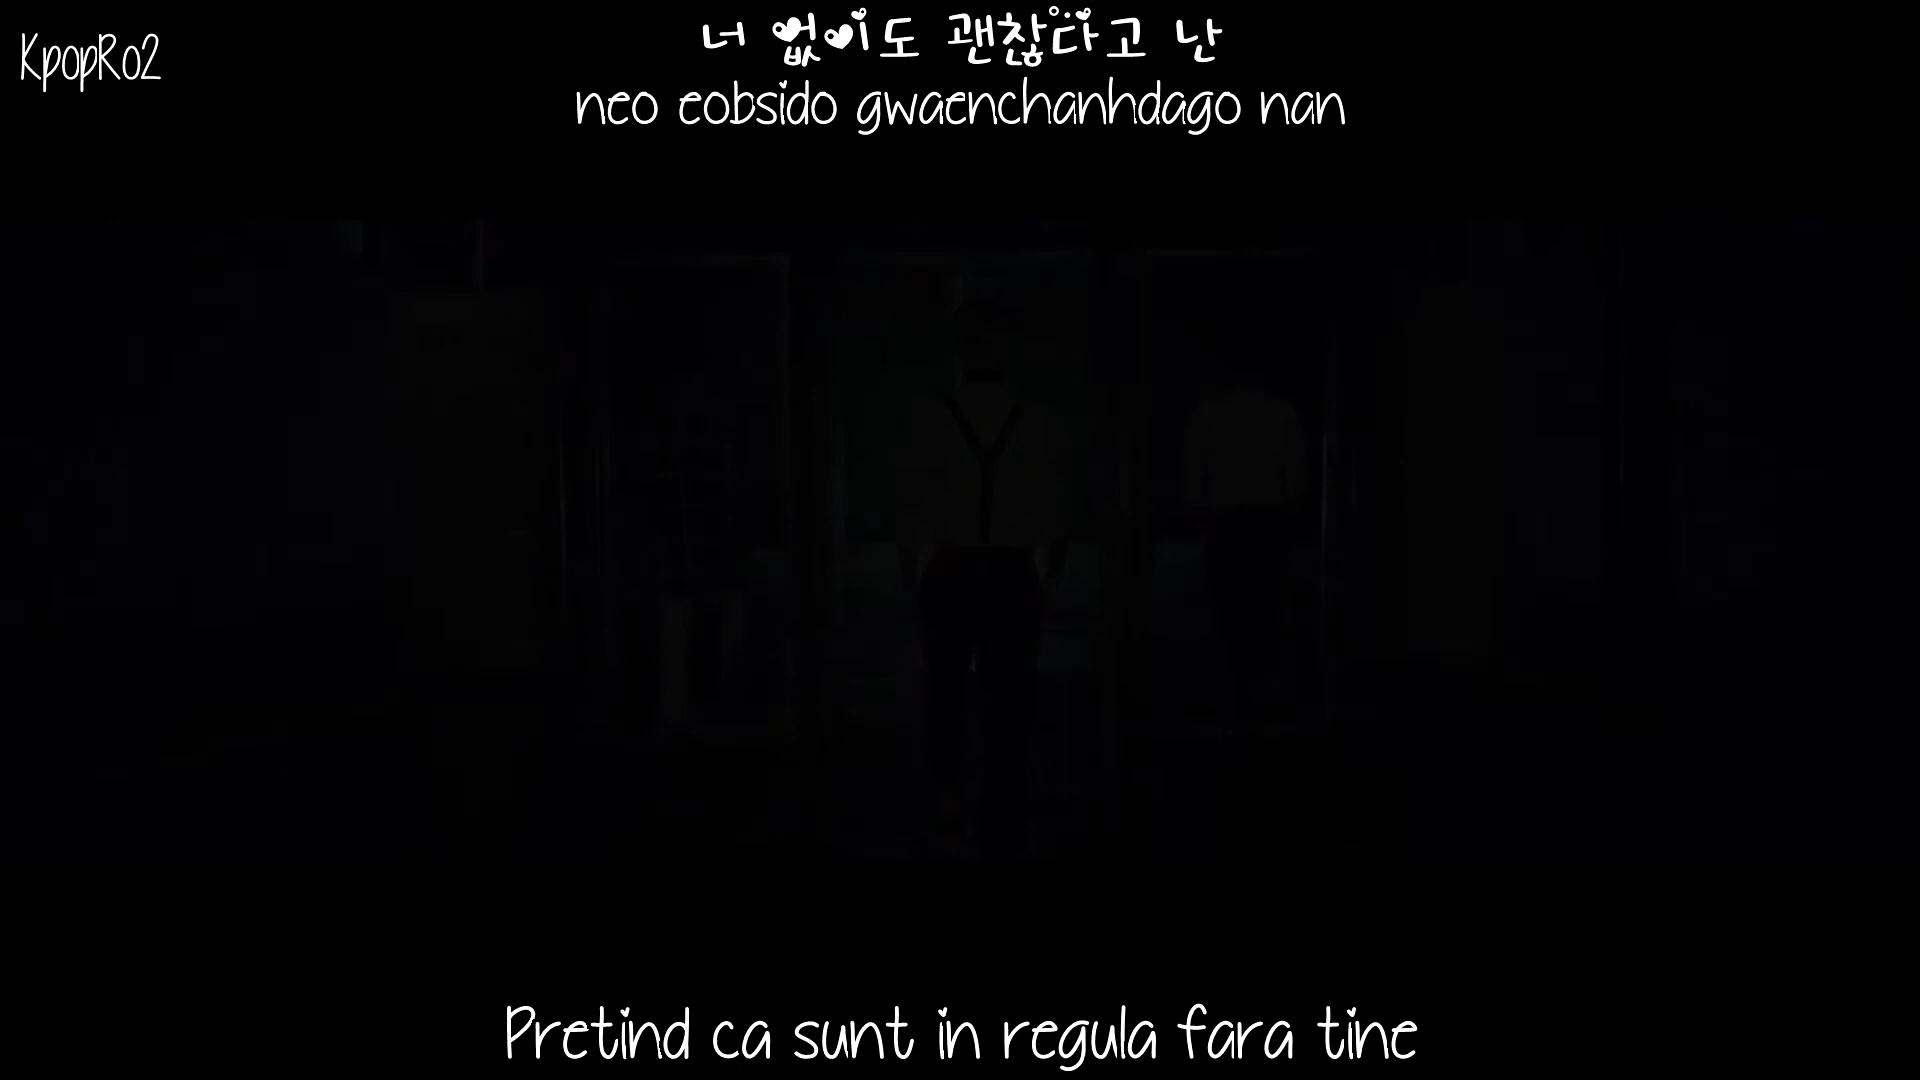 KpopRo2
너 없이도 괜찮다고 난
neo eobsido gwaenchanhdago nan
Pretind ca sunt in regula fara tine